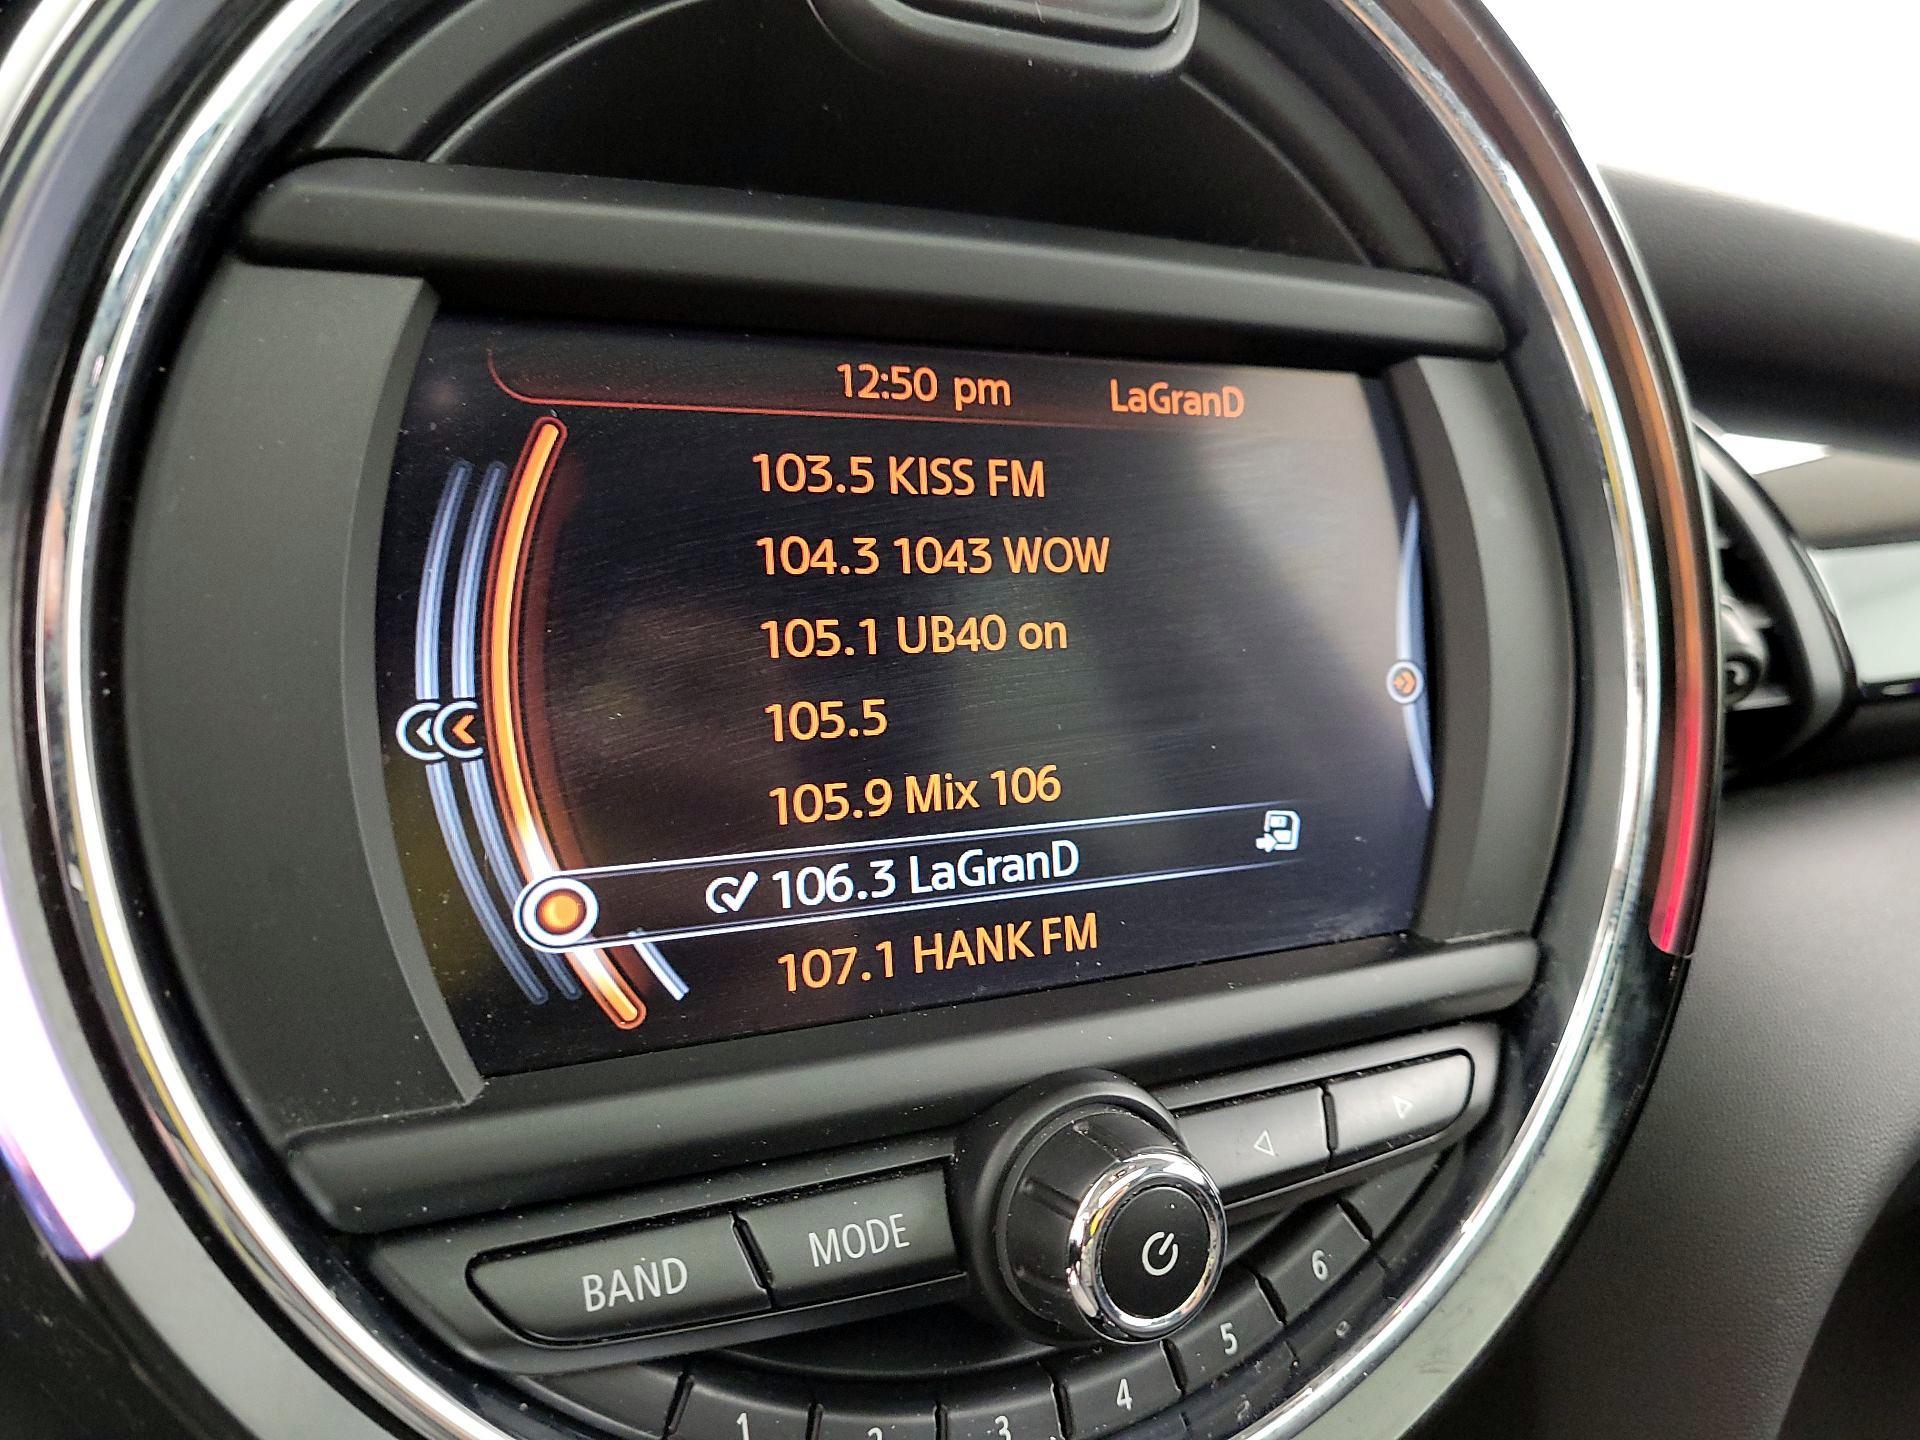 12:50 pm LaGranD
103.5 KISS FM
104.3 1043 WOW
105.1 UB40 on
105.5
105.9 Mix 106
106.3 LaGranD
107.1 HANK FM
BAND MODE
1 2 3 4 5 6